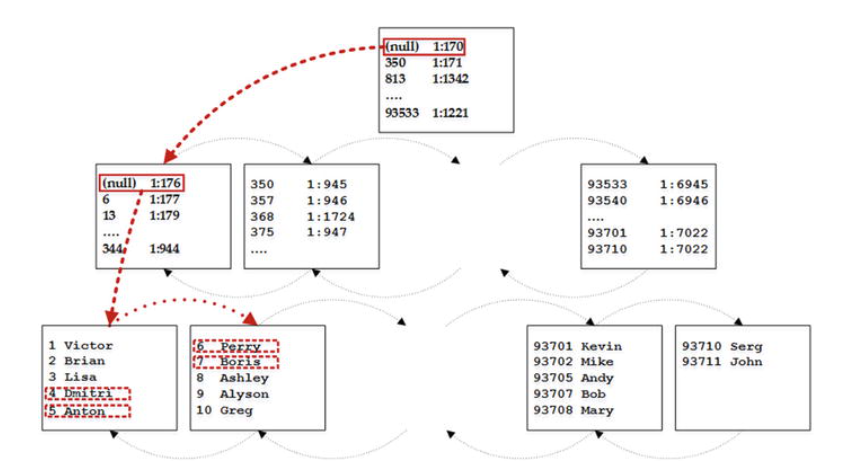 (null) 1:170
350 1:171
813 1:1342
....
93533 1:1221
(null) 1:176
6 1:177
13 1:179
....
344 1:944
350 1:945
357 1:946
368 1:1724
375 1:947
....
93533 1:6945
93540 1:6946
....
93701 1:7022
93710 1:7022
1 Victor
2 Brian
3 Lisa
4 Dmitri
5 Anton
6 Perry
7 Boris
8 Ashley
9 Alyson
10 Greg
93701 Kevin
93702 Mike
93705 Andy
93707 Bob
93708 Mary
93710 Serg
93711 John